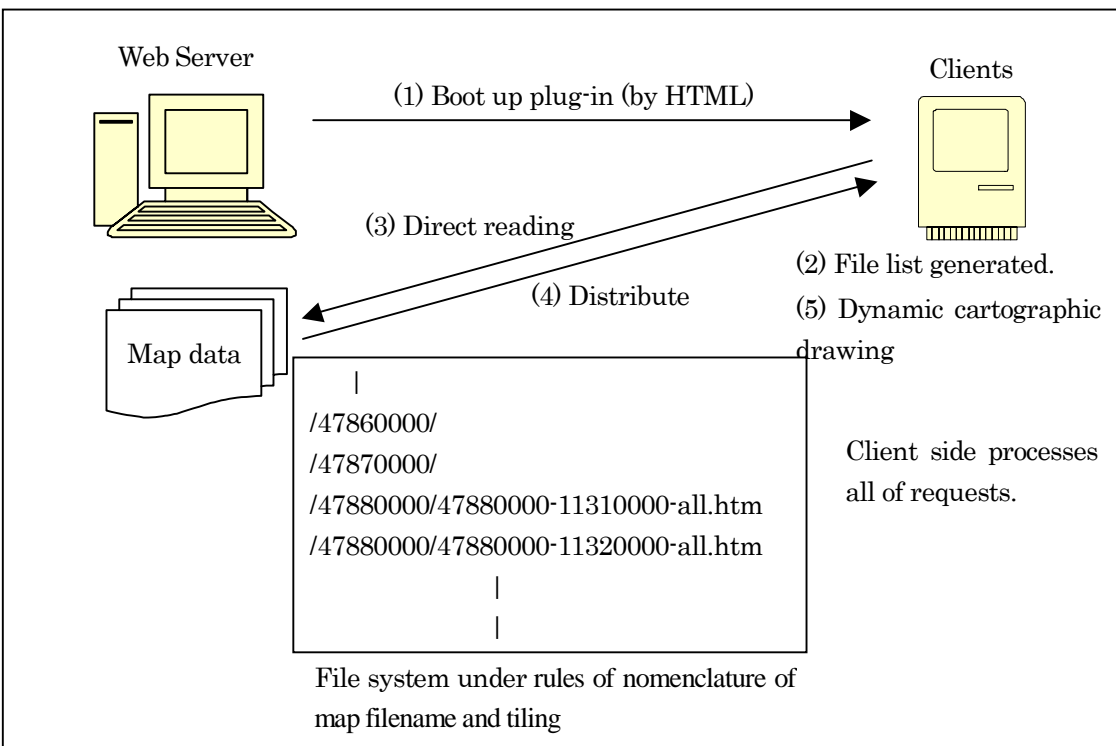 Web Server
Clients
(1) Boot up plug-in (by HTML)
(3) Direct reading
(4) Distribute
(2) File list generated.
(5) Dynamic cartographic
drawing
Map data
|
/47860000/
/47870000/
/47880000/47880000-11310000-all.htm
/47880000/47880000-11320000-all.htm
|
|
Client side processes
all of requests.
File system under rules of nomenclature of
map filename and tiling